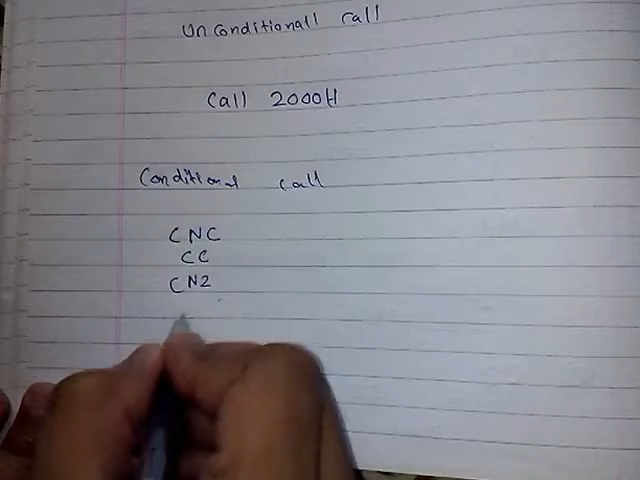 Unconditionall call
Call 2000H
Conditional call
CNC
CC
CNZ